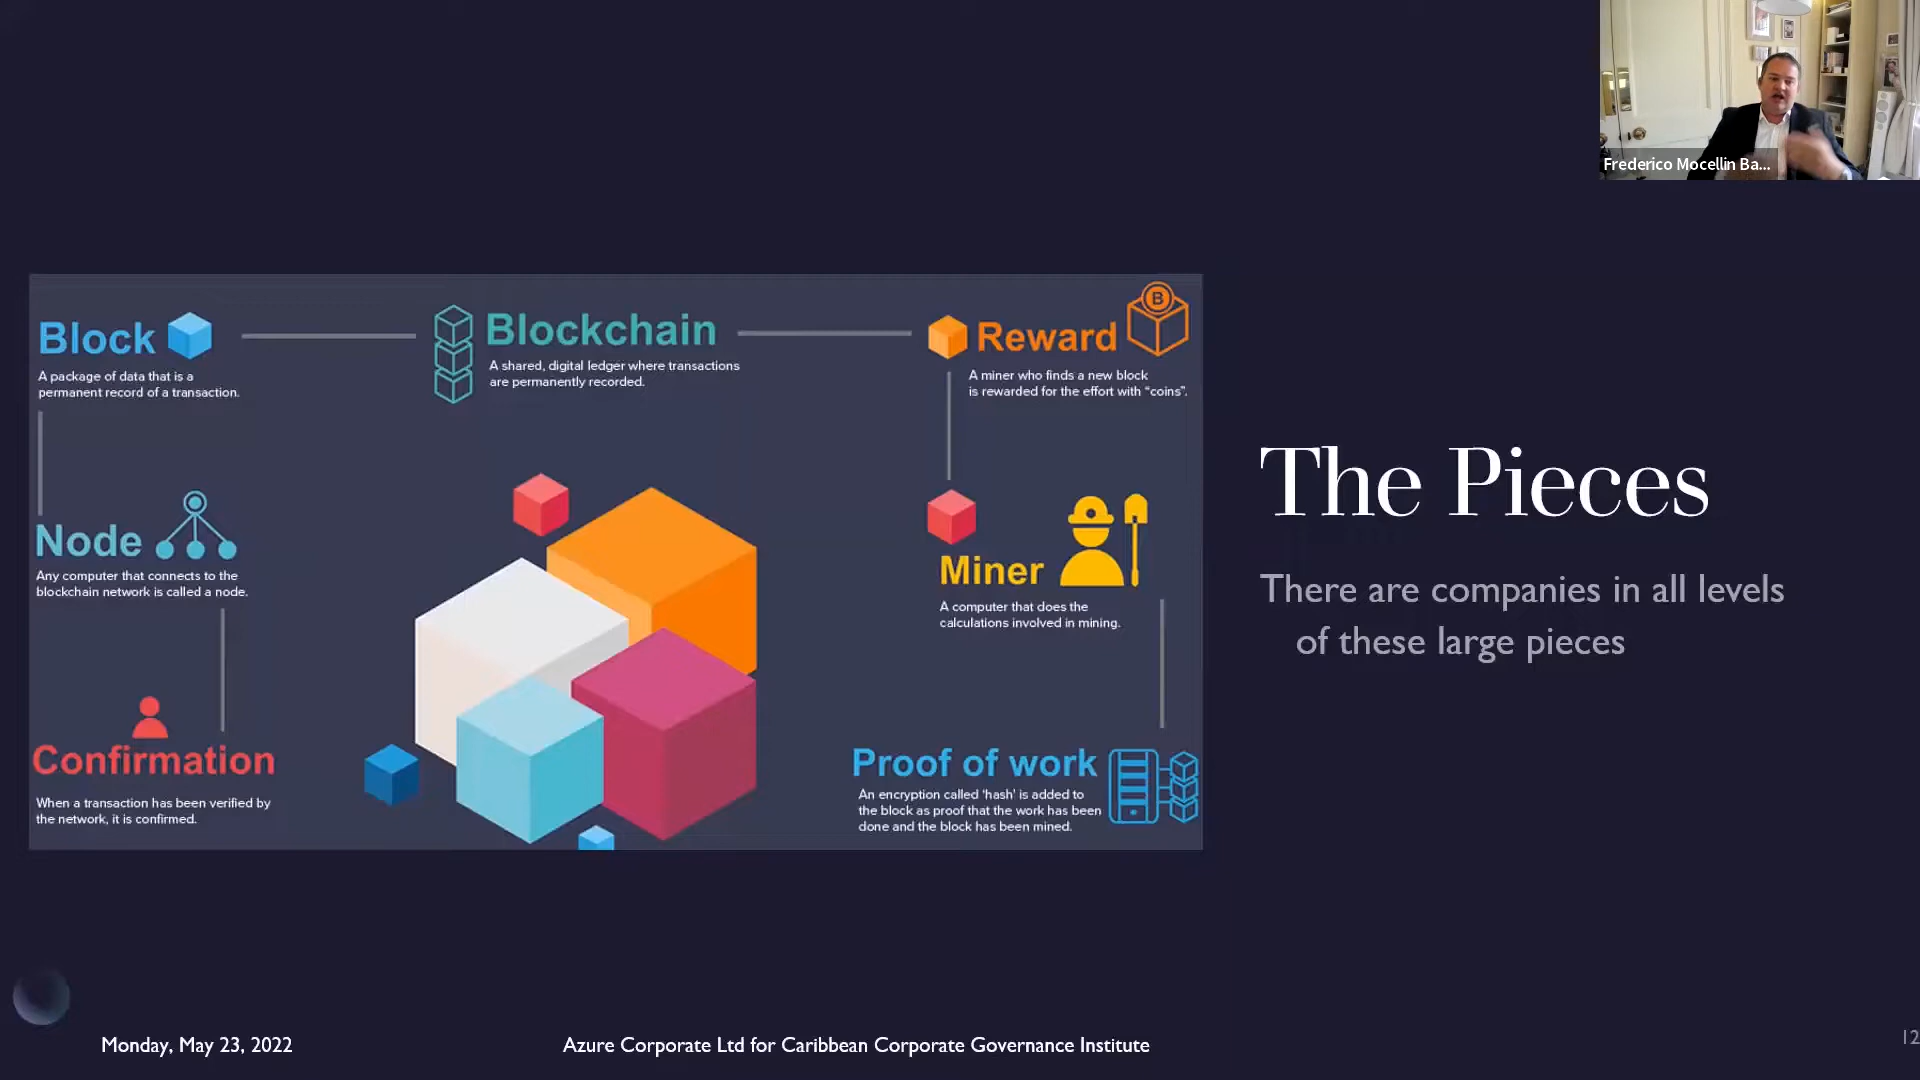 Frederico Mocellin Ba...
Block
A package of data that is a
permanent record of a transaction.
Blockchain
A shared, digital ledger where transactions
are permanently recorded.
Reward
B
A miner who finds a new block
is rewarded for the effort with “coins”.
Node
Any computer that connects to the
blockchain network is called a node.
Miner
A computer that does the
calculations involved in mining.
Confirmation
When a transaction has been verified by
the network, it is confirmed.
Proof of work
An encryption called ‘hash’ is added to
the block as proof that the work has been
done and the block has been mined.
The Pieces
There are companies in all levels
of these large pieces
Monday, May 23, 2022
Azure Corporate Ltd for Caribbean Corporate Governance Institute
12